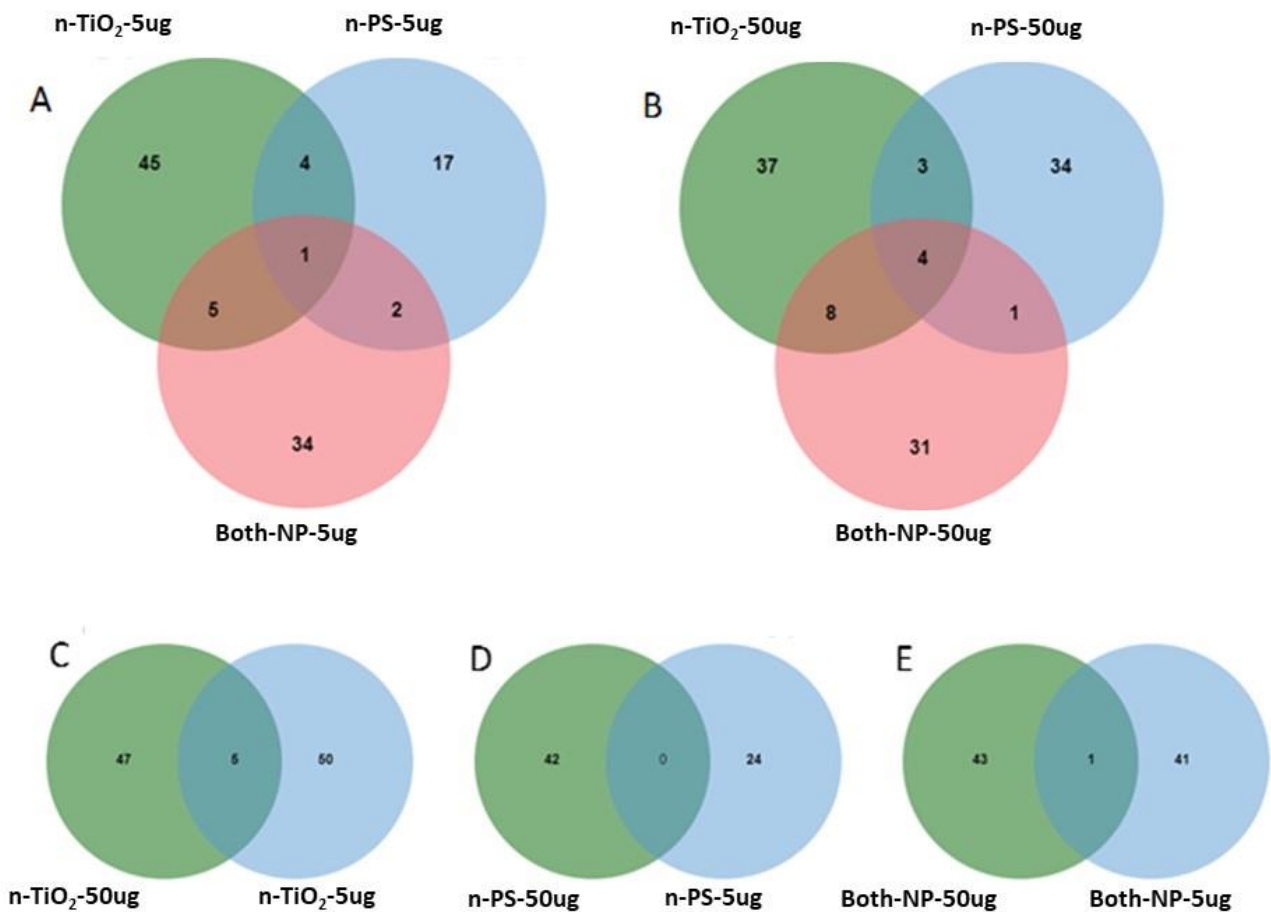 n-TiO₂-5ug n-PS-5ug n-TiO₂-50ug n-PS-50ug
A B
45 4 17 37 3 34
1 4
5 2 8 1
34 31
Both-NP-5ug Both-NP-50ug
C D E
47 5 50 42 0 24 43 1 41
n-TiO₂-50ug n-TiO₂-5ug n-PS-50ug n-PS-5ug Both-NP-50ug Both-NP-5ug